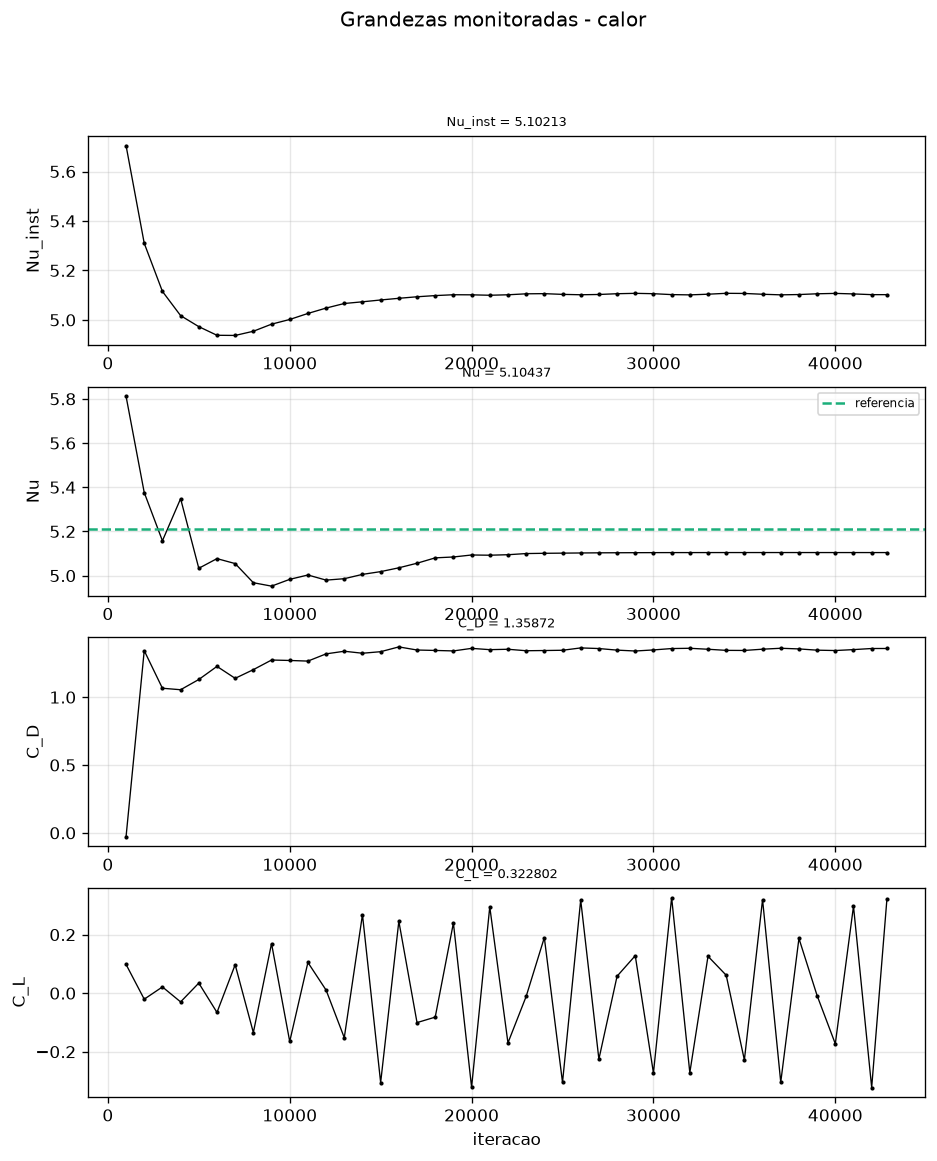 Grandezas monitoradas - calor
Nu_inst = 5.10213
Nu_inst
5.6
5.4
5.2
5.0
0 10000 20000 30000 40000
Nu = 5.10437
Nu
5.8
5.6
5.4
5.2
5.0
referencia
0 10000 20000 30000 40000
C_D = 1.35872
C_D
1.0
0.5
0.0
0 10000 20000 30000 40000
C_L = 0.322802
C_L
0.2
0.0
−0.2
0 10000 20000 30000 40000
iteracao